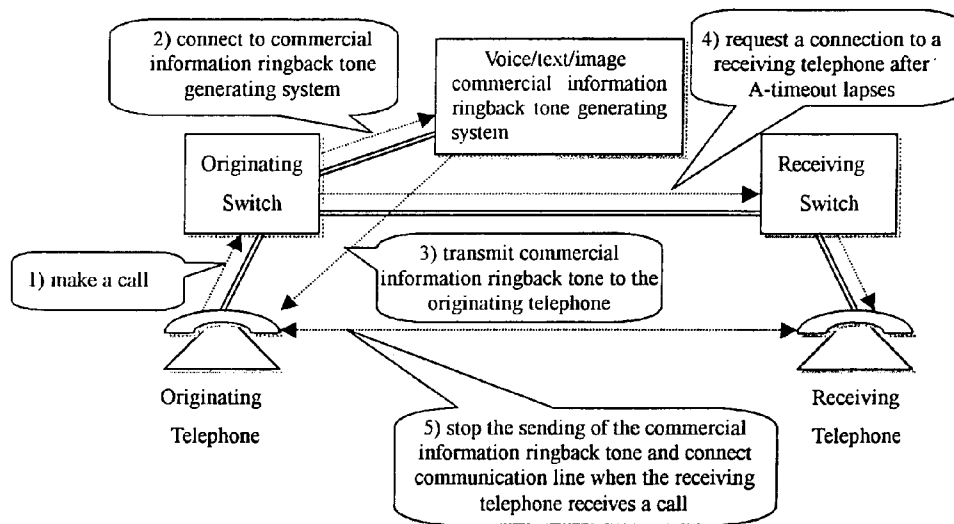 2) connect to commercial
information ringback tone
generating system
Voice/text/image
commercial information
ringback tone generating
system
4) request a connection to a
receiving telephone after
A-timeout lapses
Originating
Switch
Receiving
Switch
1) make a call
3) transmit commercial
information ringback tone to the
originating telephone
Originating
Telephone
Receiving
Telephone
5) stop the sending of the commercial
information ringback tone and connect
communication line when the receiving
telephone receives a call